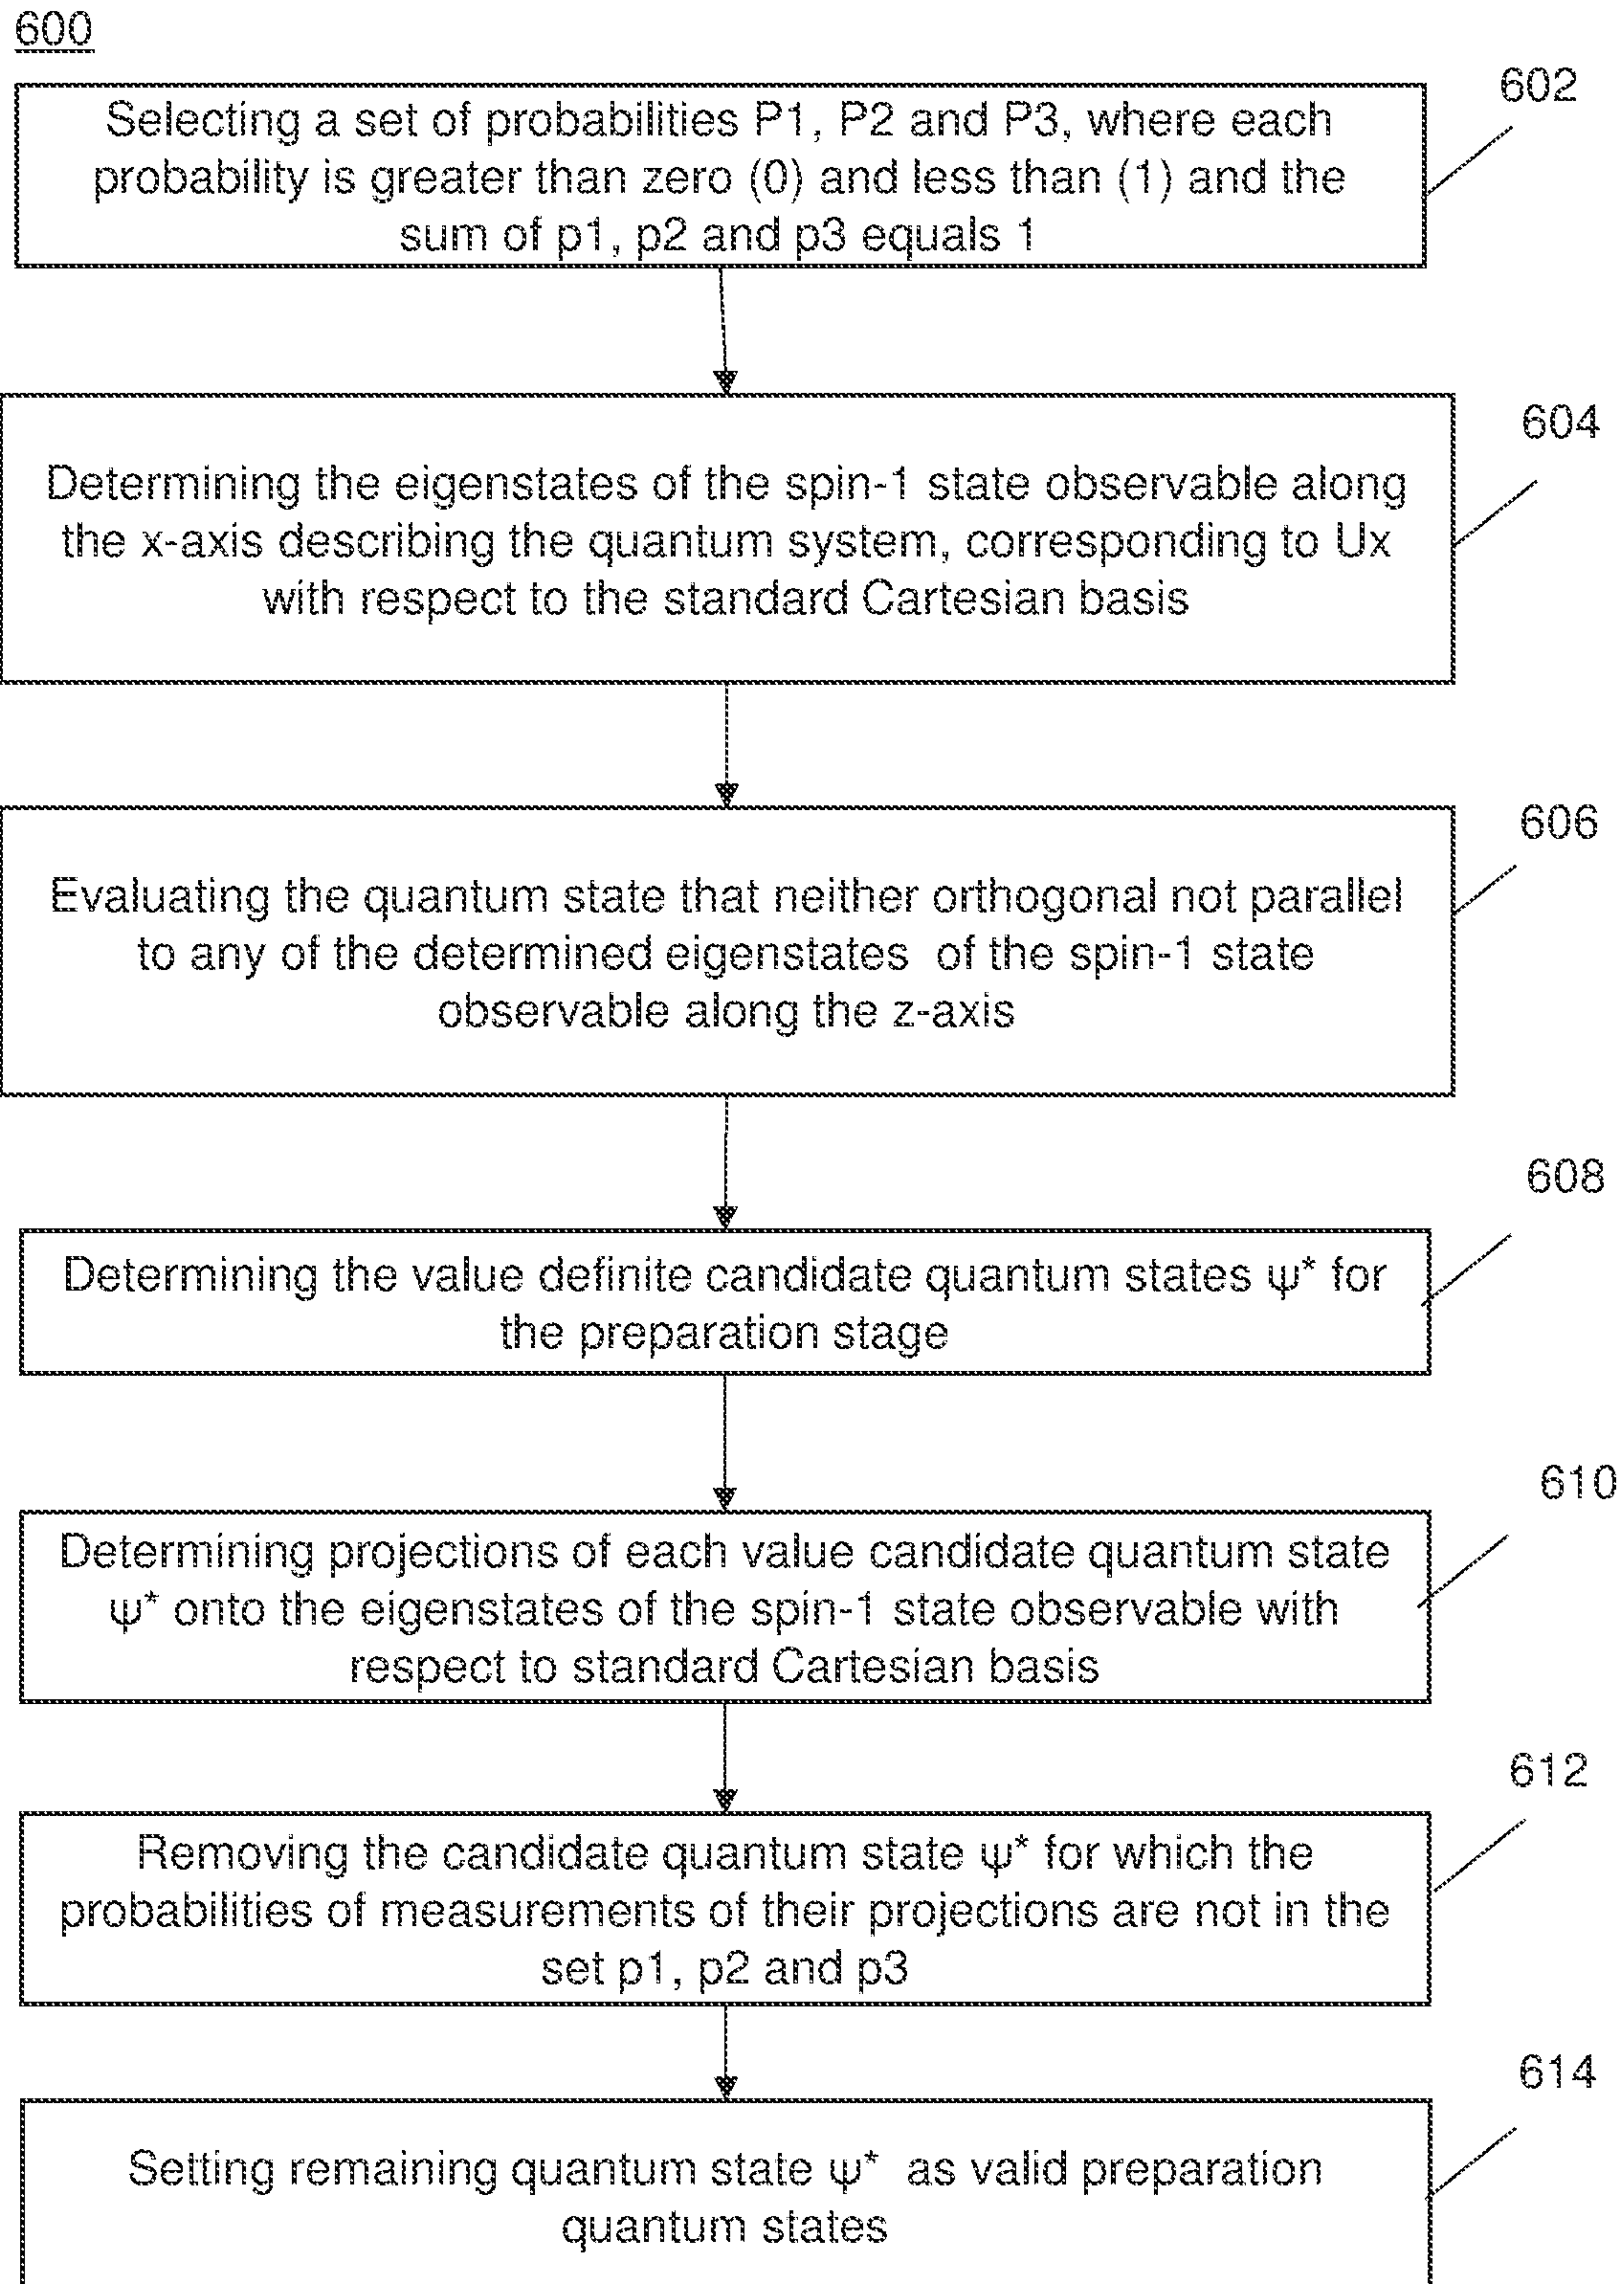 600
602
Selecting a set of probabilities P1, P2 and P3, where each
probability is greater than zero (0) and less than (1) and the
sum of p1, p2 and p3 equals 1
604
Determining the eigenstates of the spin-1 state observable along
the x-axis describing the quantum system, corresponding to Ux
with respect to the standard Cartesian basis
606
Evaluating the quantum state that neither orthogonal not parallel
to any of the determined eigenstates of the spin-1 state
observable along the z-axis
608
Determining the value definite candidate quantum states ψ* for
the preparation stage
610
Determining projections of each value candidate quantum state
ψ* onto the eigenstates of the spin-1 state observable with
respect to standard Cartesian basis
612
Removing the candidate quantum state ψ* for which the
probabilities of measurements of their projections are not in the
set p1, p2 and p3
614
Setting remaining quantum state ψ* as valid preparation
quantum states